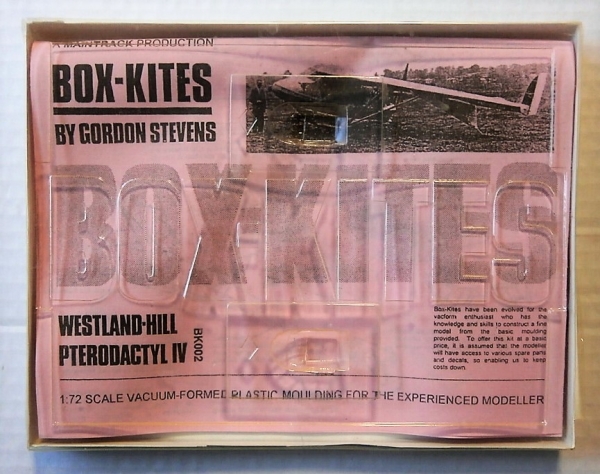 A MAINTRACK PRODUCTION
BOX-KITES
BY GORDON STEVENS
BOX-KITES
WESTLAND-HILL
PTERODACTYL IV
BK002
Box-Kites have been evolved for the
vacform enthusiast who has the
knowledge and skills to construct a fine
model from the basic moulding
provided. To offer this kit at a basic
price, it is assumed that the modeller
will have access to various spare parts
and decals, so enabling us to keep
costs down.
1:72 SCALE VACUUM-FORMED PLASTIC MOULDING FOR THE EXPERIENCED MODELLER